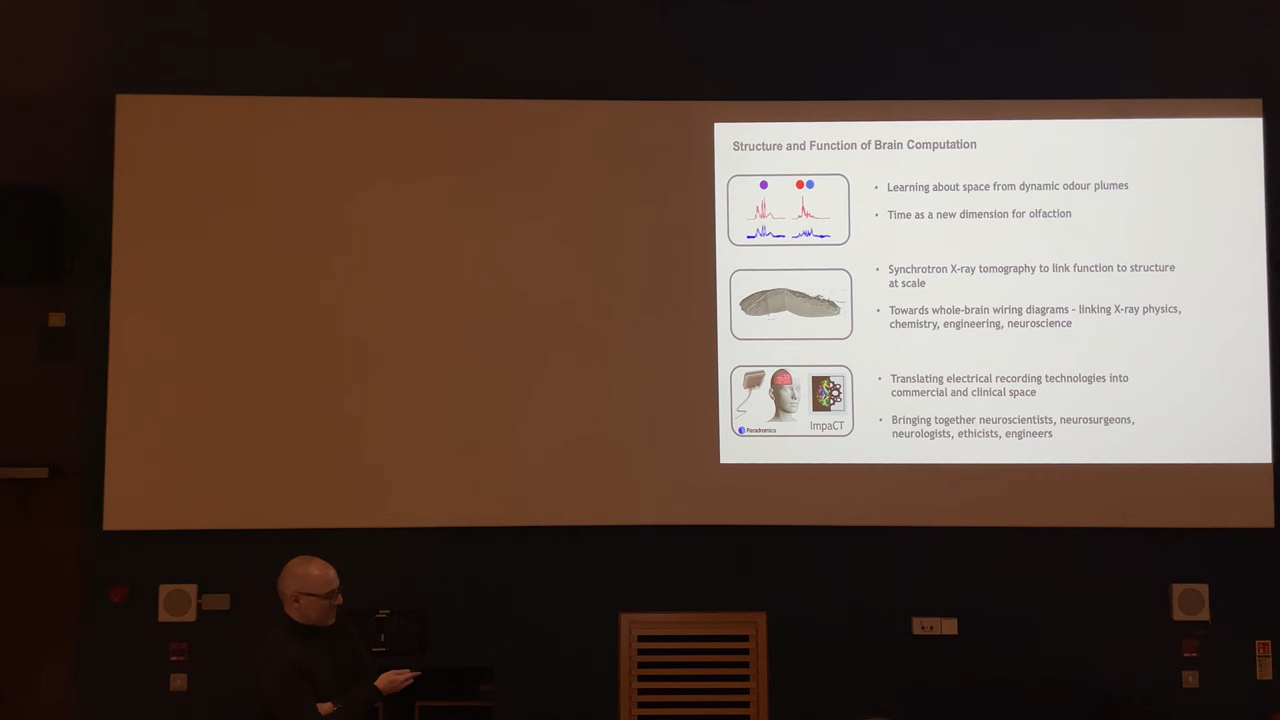 Structure and Function of Brain Computation
• Learning about space from dynamic odour plumes
• Time as a new dimension for olfaction
• Synchrotron X-ray tomography to link function to structure
at scale
• Towards whole-brain wiring diagrams - linking X-ray physics,
chemistry, engineering, neuroscience
Paradromics
ImpaCT
• Translating electrical recording technologies into
commercial and clinical space
• Bringing together neuroscientists, neurosurgeons,
neurologists, ethicists, engineers